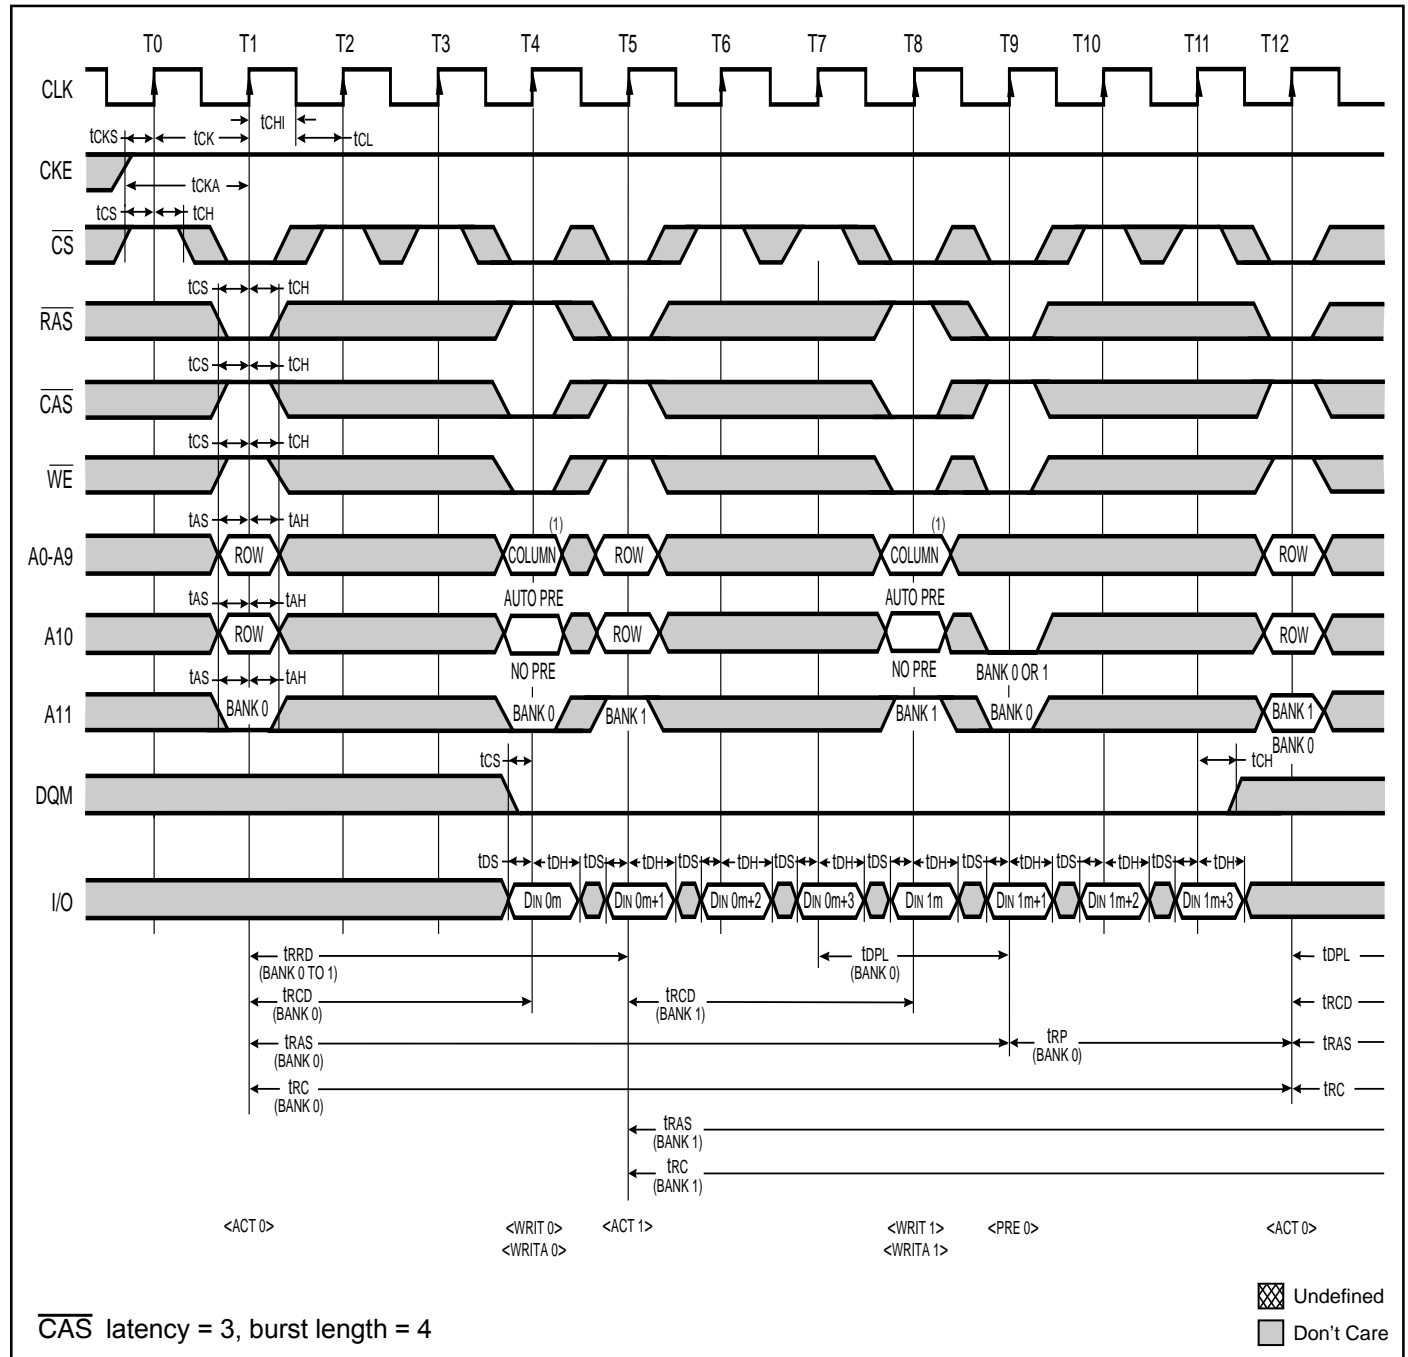 T0 T1 T2 T3 T4 T5 T6 T7 T8 T9 T10 T11 T12
CLK
tCHI
tCKS tCK tCL
CKE
tCKA
tCS tCH
CS
tCS tCH
RAS
tCS tCH
CAS
tCS tCH
WE
tAS tAH (1) (1)
A0-A9 ROW COLUMN ROW COLUMN ROW
tAS tAH AUTO PRE AUTO PRE
A10 ROW ROW ROW
NO PRE NO PRE BANK 0 OR 1
tAS tAH
A11 BANK 0 BANK 0 BANK 1 BANK 1 BANK 0 BANK 1
BANK 0
tCS tCH
DQM
tDS tDH tDS tDH tDS tDH tDS tDH tDS tDH tDS tDH tDS tDH tDS tDH
I/O DIN 0m DIN 0m+1 DIN 0m+2 DIN 0m+3 DIN 1m DIN 1m+1 DIN 1m+2 DIN 1m+3
tRRD tDPL tDPL
(BANK 0 TO 1) (BANK 0)
tRCD tRCD tRCD
(BANK 0) (BANK 1)
tRAS tRP tRAS
(BANK 0) (BANK 0)
tRC tRC
(BANK 0)
tRAS
(BANK 1)
tRC
(BANK 1)
<ACT 0> <WRIT 0> <ACT 1> <WRIT 1> <PRE 0> <ACT 0>
<WRITA 0> <WRITA 1>
Undefined
CAS latency = 3, burst length = 4
Don't Care